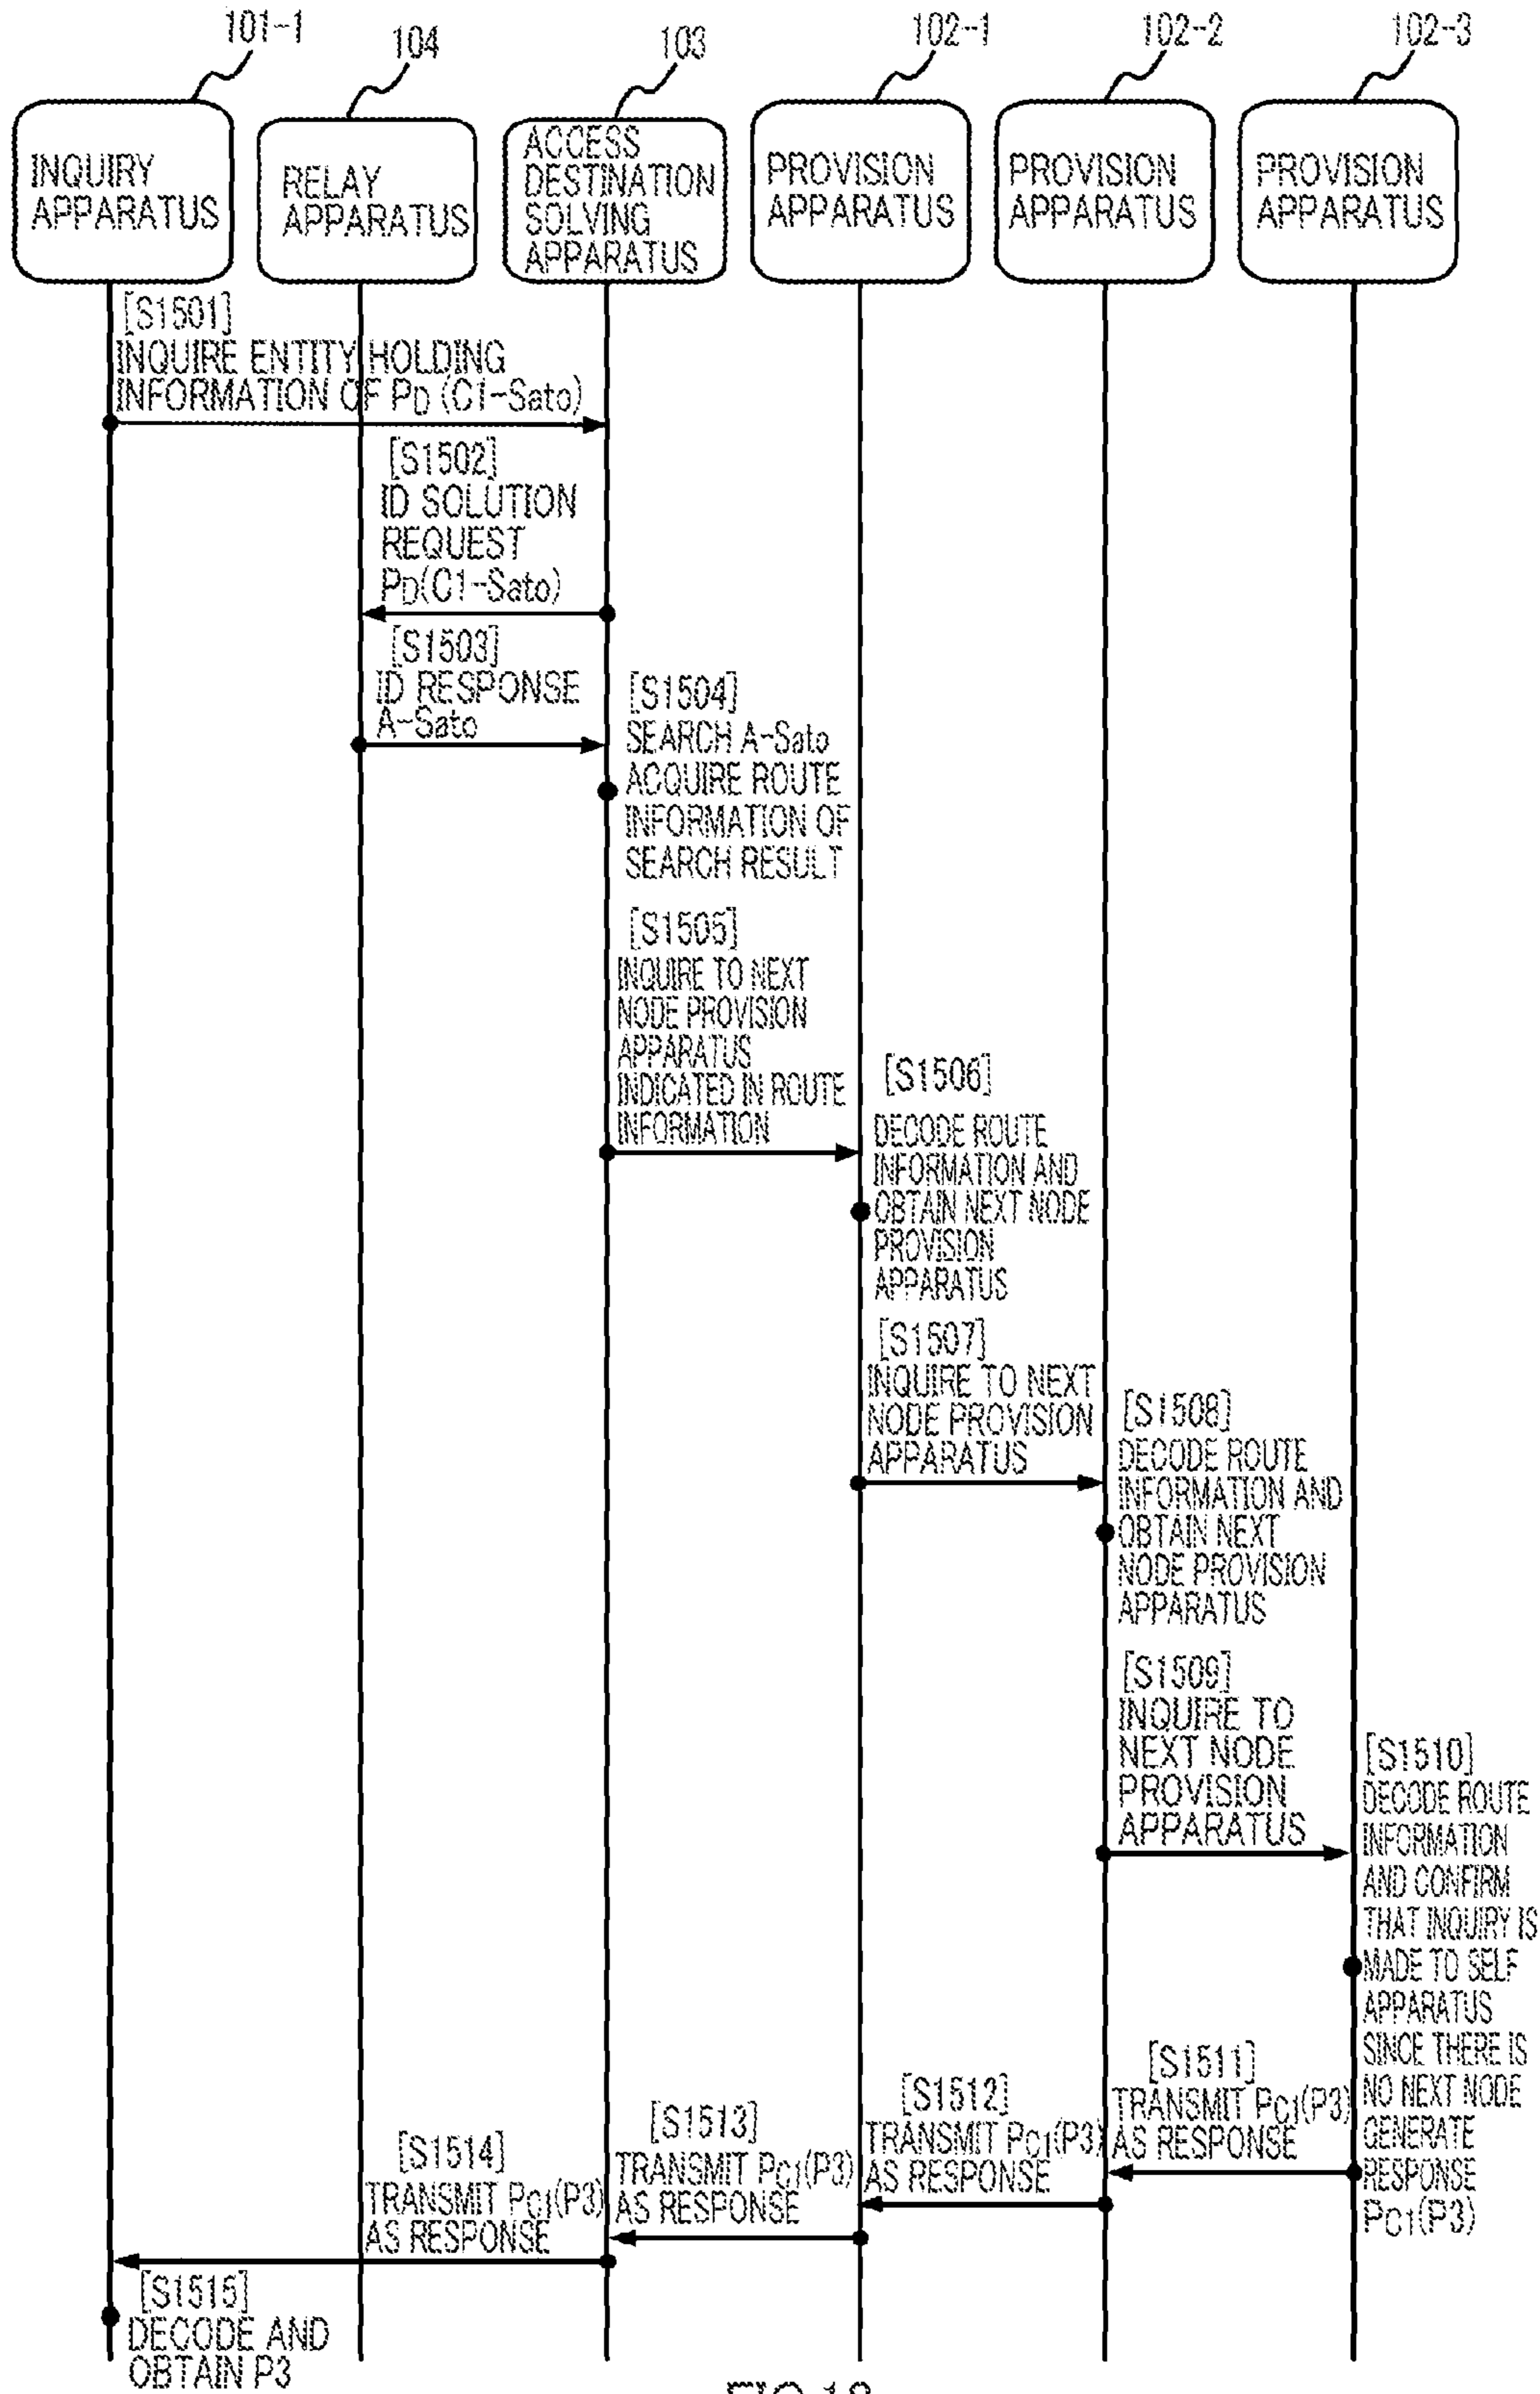 101-1
104
103
102-1
102-2
102-3
INQUIRY
APPARATUS
RELAY
APPARATUS
ACCESS
DESTINATION
SOLVING
APPARATUS
PROVISION
APPARATUS
PROVISION
APPARATUS
PROVISION
APPARATUS
[S1501]
INQUIRE ENTITY HOLDING
INFORMATION OF PD (C1-Sato)
[S1502]
ID SOLUTION
REQUEST
PD(C1-Sato)
[S1503]
ID RESPONSE
A-Sato
[S1504]
SEARCH A-Sato
ACQUIRE ROUTE
INFORMATION OF
SEARCH RESULT
[S1505]
INQUIRE TO NEXT
NODE PROVISION
APPARATUS
INDICATED IN ROUTE
INFORMATION
[S1506]
DECODE ROUTE
INFORMATION AND
OBTAIN NEXT NODE
PROVISION
APPARATUS
[S1507]
INQUIRE TO NEXT
NODE PROVISION
APPARATUS
[S1508]
DECODE ROUTE
INFORMATION AND
OBTAIN NEXT
NODE PROVISION
APPARATUS
[S1509]
INQUIRE TO
NEXT NODE
PROVISION
APPARATUS
[S1510]
DECODE ROUTE
INFORMATION
AND CONFIRM
THAT INQUIRY IS
MADE TO SELF
APPARATUS
SINCE THERE IS
NO NEXT NODE
GENERATE
RESPONSE
PC1(P3)
[S1511]
TRANSMIT PC1(P3)
AS RESPONSE
[S1512]
TRANSMIT PC1(P3)
AS RESPONSE
[S1513]
TRANSMIT PC1(P3)
AS RESPONSE
[S1514]
TRANSMIT PC1(P3)
AS RESPONSE
[S1515]
DECODE AND
OBTAIN P3